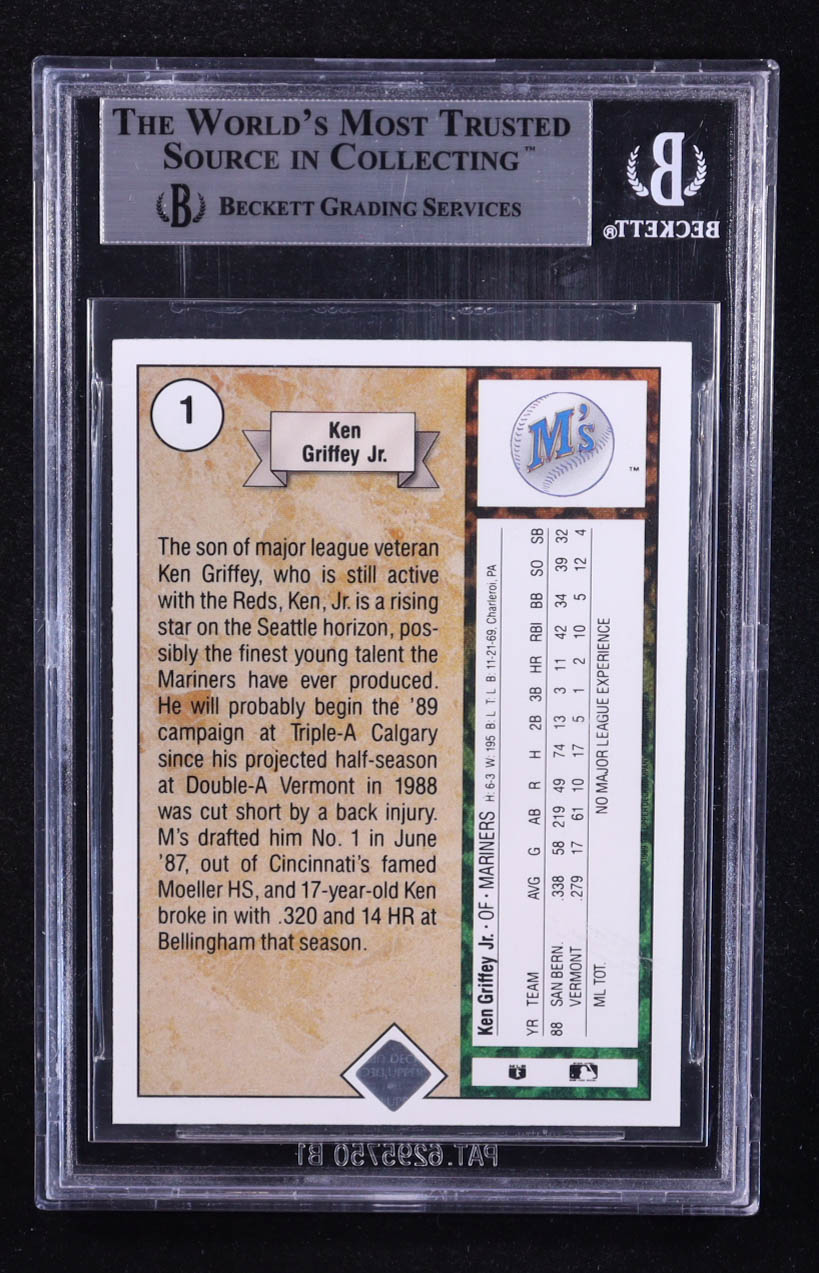 THE WORLD'S MOST TRUSTED
SOURCE IN COLLECTING™
B BECKETT GRADING SERVICES
B
BECKETT®
1
Ken
Griffey Jr.
M's
™
The son of major league veteran
Ken Griffey, who is still active
with the Reds, Ken, Jr. is a rising
star on the Seattle horizon, pos-
sibly the finest young talent the
Mariners have ever produced.
He will probably begin the '89
campaign at Triple-A Calgary
since his projected half-season
at Double-A Vermont in 1988
was cut short by a back injury.
M's drafted him No. 1 in June
'87, out of Cincinnati's famed
Moeller HS, and 17-year-old Ken
broke in with .320 and 14 HR at
Bellingham that season.
Ken Griffey Jr. • OF • MARINERS H: 6-3 W: 195 B: L T: L B: 11-21-69, Charleroi, PA
YR TEAM AVG G AB R H 2B 3B HR RBI BB SO SB
88 SAN BERN. .338 58 219 49 74 13 3 11 42 34 39 32
VERMONT .279 17 61 10 17 5 1 2 10 5 12 4
ML TOT. NO MAJOR LEAGUE EXPERIENCE
PAT.6295750 B1